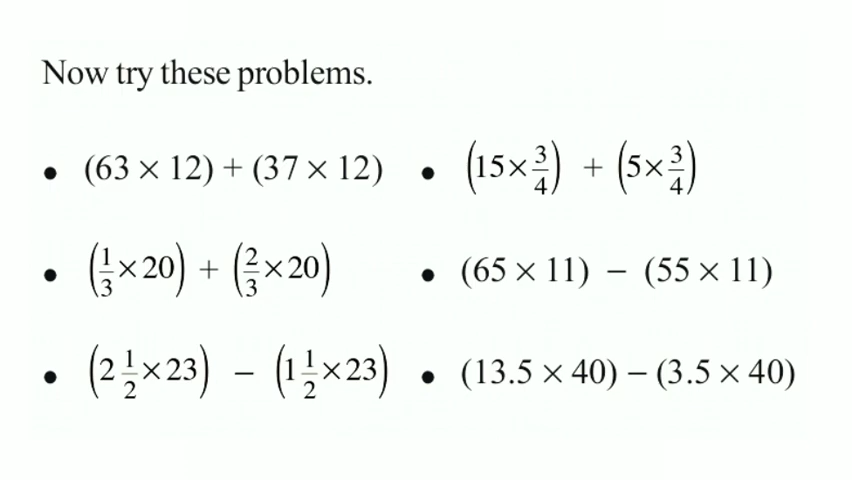 Now try these problems.
• (63 × 12) + (37 × 12) • (15 × 3/4) + (5 × 3/4)
• (1/3 × 20) + (2/3 × 20) • (65 × 11) − (55 × 11)
• (2 1/2 × 23) − (1 1/2 × 23) • (13.5 × 40) − (3.5 × 40)